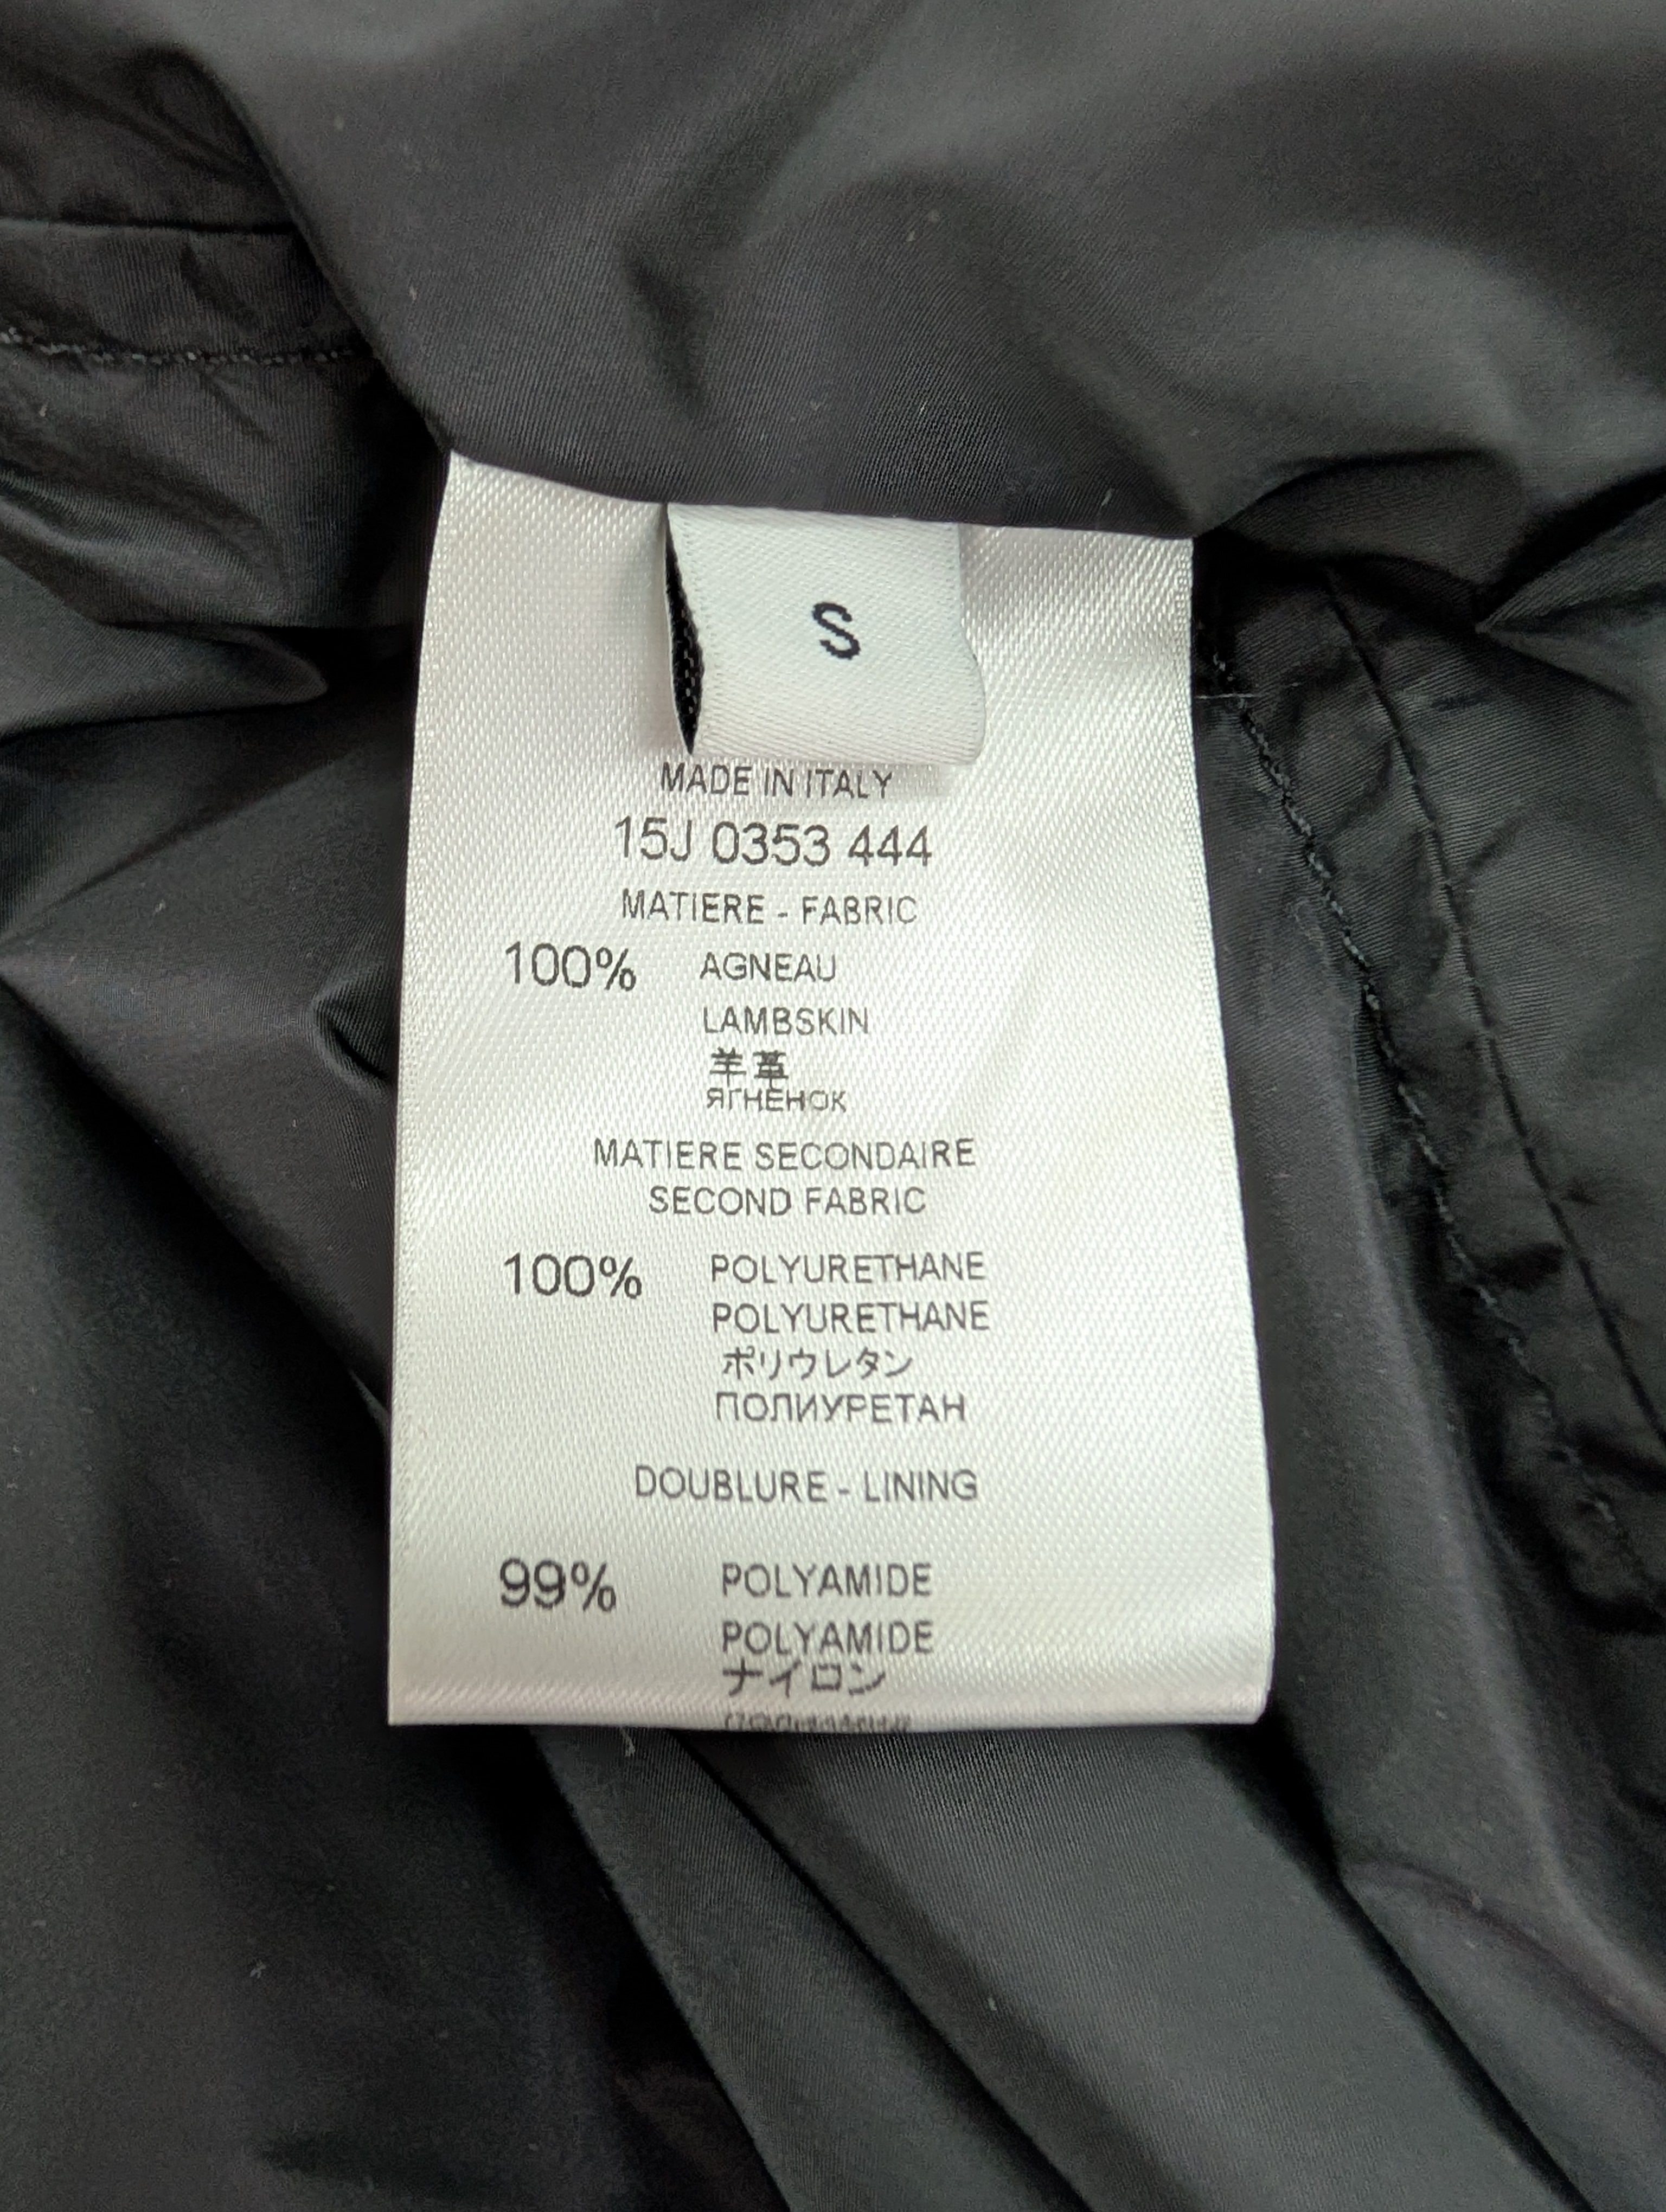 S
MADE IN ITALY
15J 0353 444
MATIERE - FABRIC
100% AGNEAU
LAMBSKIN
羊革
ЯГНЕНОК
MATIERE SECONDAIRE
SECOND FABRIC
100% POLYURETHANE
POLYURETHANE
ポリウレタン
ПОЛИУРЕТАН
DOUBLURE - LINING
99% POLYAMIDE
POLYAMIDE
ナイロン